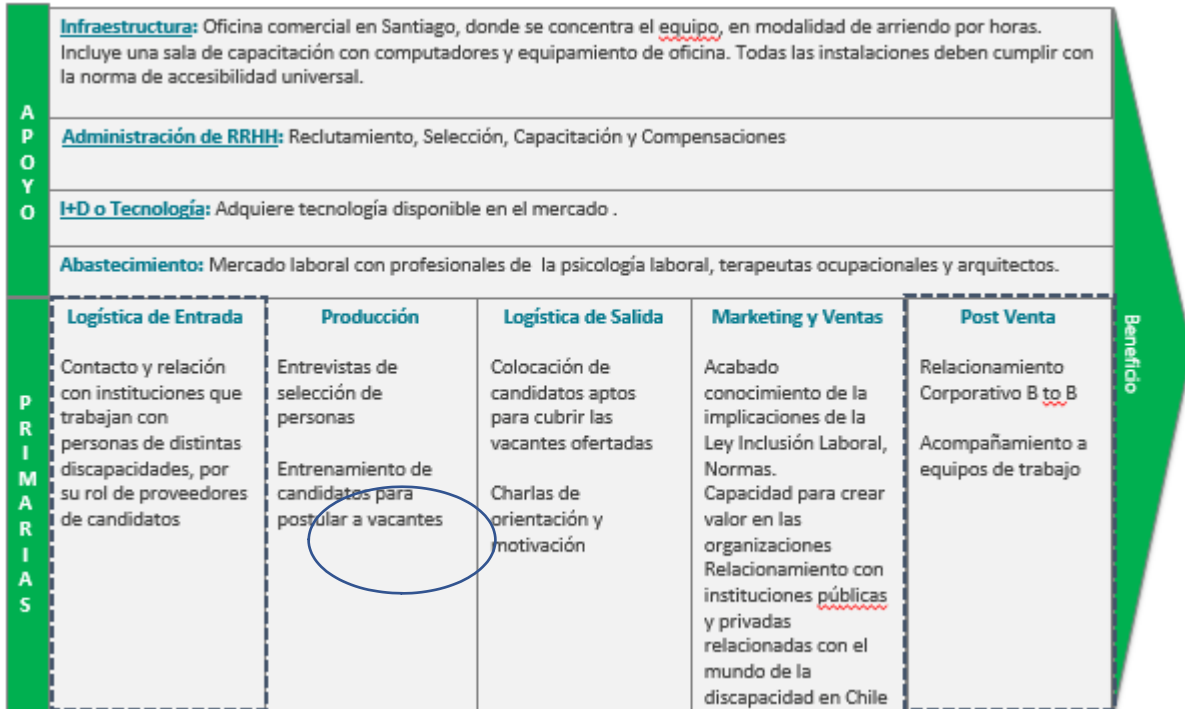 APOYO
Infraestructura: Oficina comercial en Santiago, donde se concentra el equipo, en modalidad de arriendo por horas.
Incluye una sala de capacitación con computadores y equipamiento de oficina. Todas las instalaciones deben cumplir con
la norma de accesibilidad universal.
Administración de RRHH: Reclutamiento, Selección, Capacitación y Compensaciones
I+D o Tecnología: Adquiere tecnología disponible en el mercado .
Abastecimiento: Mercado laboral con profesionales de la psicología laboral, terapeutas ocupacionales y arquitectos.
PRIMARIAS
Logística de Entrada
Contacto y relación
con instituciones que
trabajan con
personas de distintas
discapacidades, por
su rol de proveedores
de candidatos
Producción
Entrevistas de
selección de
personas
Entrenamiento de
candidatos para
postular a vacantes
Logística de Salida
Colocación de
candidatos aptos
para cubrir las
vacantes ofertadas
Charlas de
orientación y
motivación
Marketing y Ventas
Acabado
conocimiento de la
implicaciones de la
Ley Inclusión Laboral,
Normas.
Capacidad para crear
valor en las
organizaciones
Relacionamiento con
instituciones públicas
y privadas
relacionadas con el
mundo de la
discapacidad en Chile
Post Venta
Relacionamiento
Corporativo B to B
Acompañamiento a
equipos de trabajo
Beneficio